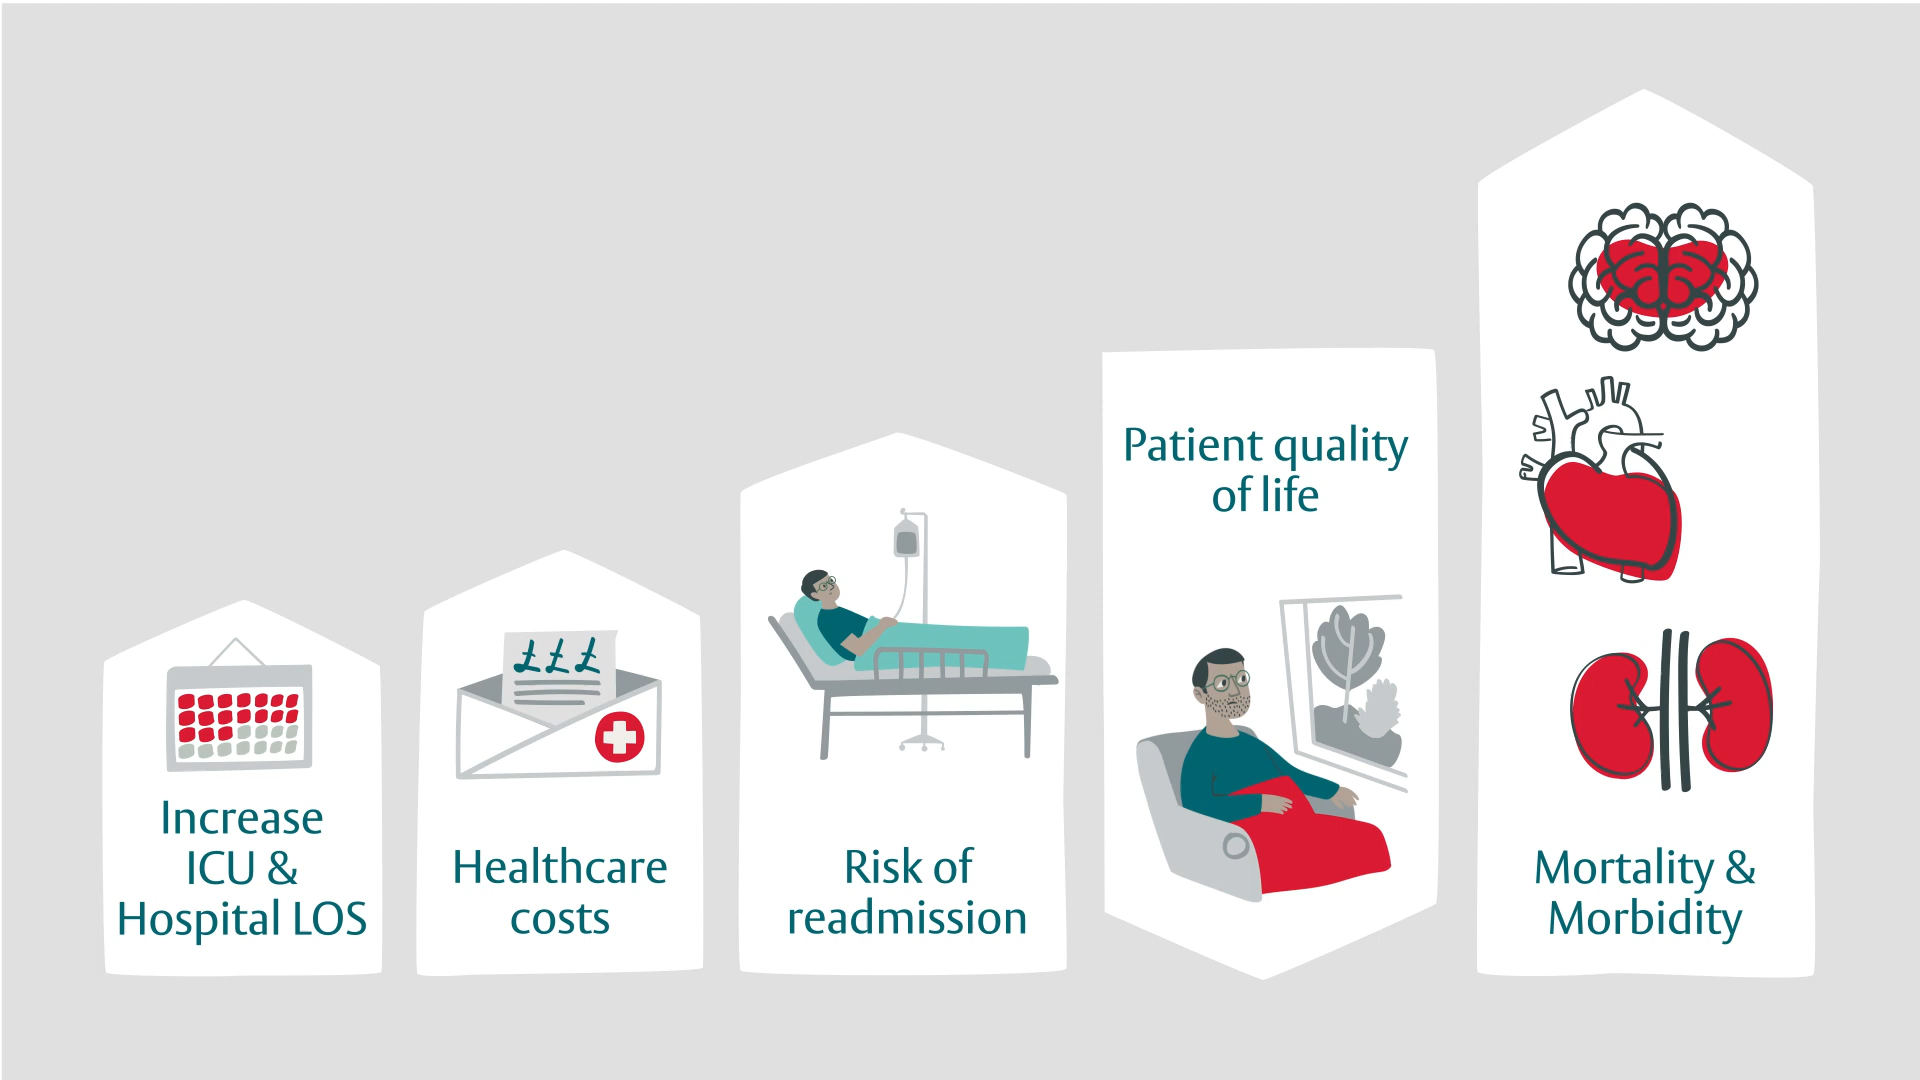 Increase
ICU &
Hospital LOS
£££
Healthcare
costs
Risk of
readmission
Patient quality
of life
Mortality &
Morbidity